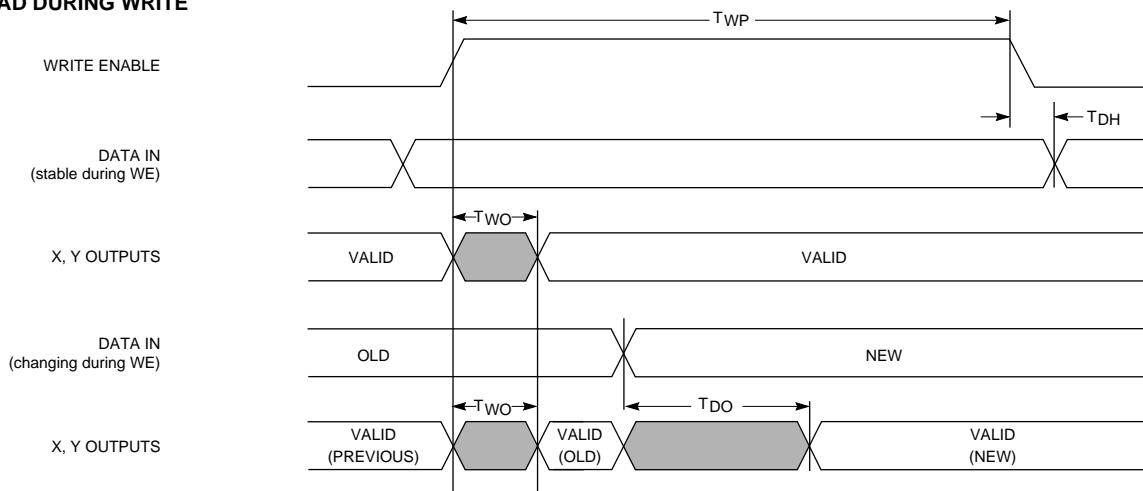 AD DURING WRITE
TWP
WRITE ENABLE
TDH
DATA IN
(stable during WE)
TWO
X, Y OUTPUTS
VALID
VALID
DATA IN
(changing during WE)
OLD
NEW
TWO
TDO
X, Y OUTPUTS
VALID
(PREVIOUS)
VALID
(OLD)
VALID
(NEW)